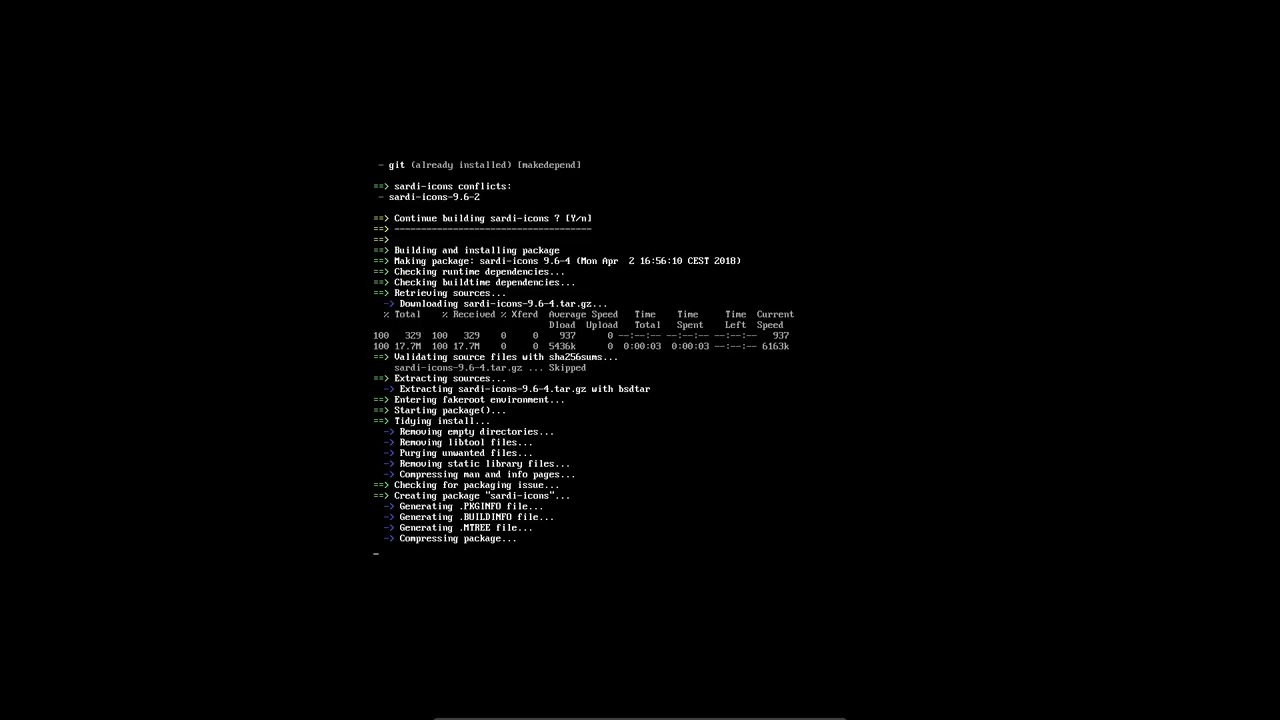 - git (already installed) [makedepend]
==> sardi-icons conflicts:
- sardi-icons-9.6-2
==> Continue building sardi-icons ? [Y/n]
==> -------------------------------------
==>
==> Building and installing package
==> Making package: sardi-icons 9.6-4 (Mon Apr  2 16:56:10 CEST 2018)
==> Checking runtime dependencies...
==> Checking buildtime dependencies...
==> Retrieving sources...
-> Downloading sardi-icons-9.6-4.tar.gz...
% Total    % Received % Xferd  Average Speed   Time    Time     Time  Current
Dload  Upload   Total   Spent    Left  Speed
100   329  100   329    0     0    937      0 --:--:-- --:--:-- --:--:--   937
100 17.7M  100 17.7M    0     0  5436k      0  0:00:03  0:00:03 --:--:-- 6163k
==> Validating source files with sha256sums...
sardi-icons-9.6-4.tar.gz ... Skipped
==> Extracting sources...
-> Extracting sardi-icons-9.6-4.tar.gz with bsdtar
==> Entering fakeroot environment...
==> Starting package()...
==> Tidying install...
-> Removing empty directories...
-> Removing libtool files...
-> Purging unwanted files...
-> Removing static library files...
-> Compressing man and info pages...
==> Checking for packaging issue...
==> Creating package "sardi-icons"...
-> Generating .PKGINFO file...
-> Generating .BUILDINFO file...
-> Generating .MTREE file...
-> Compressing package...